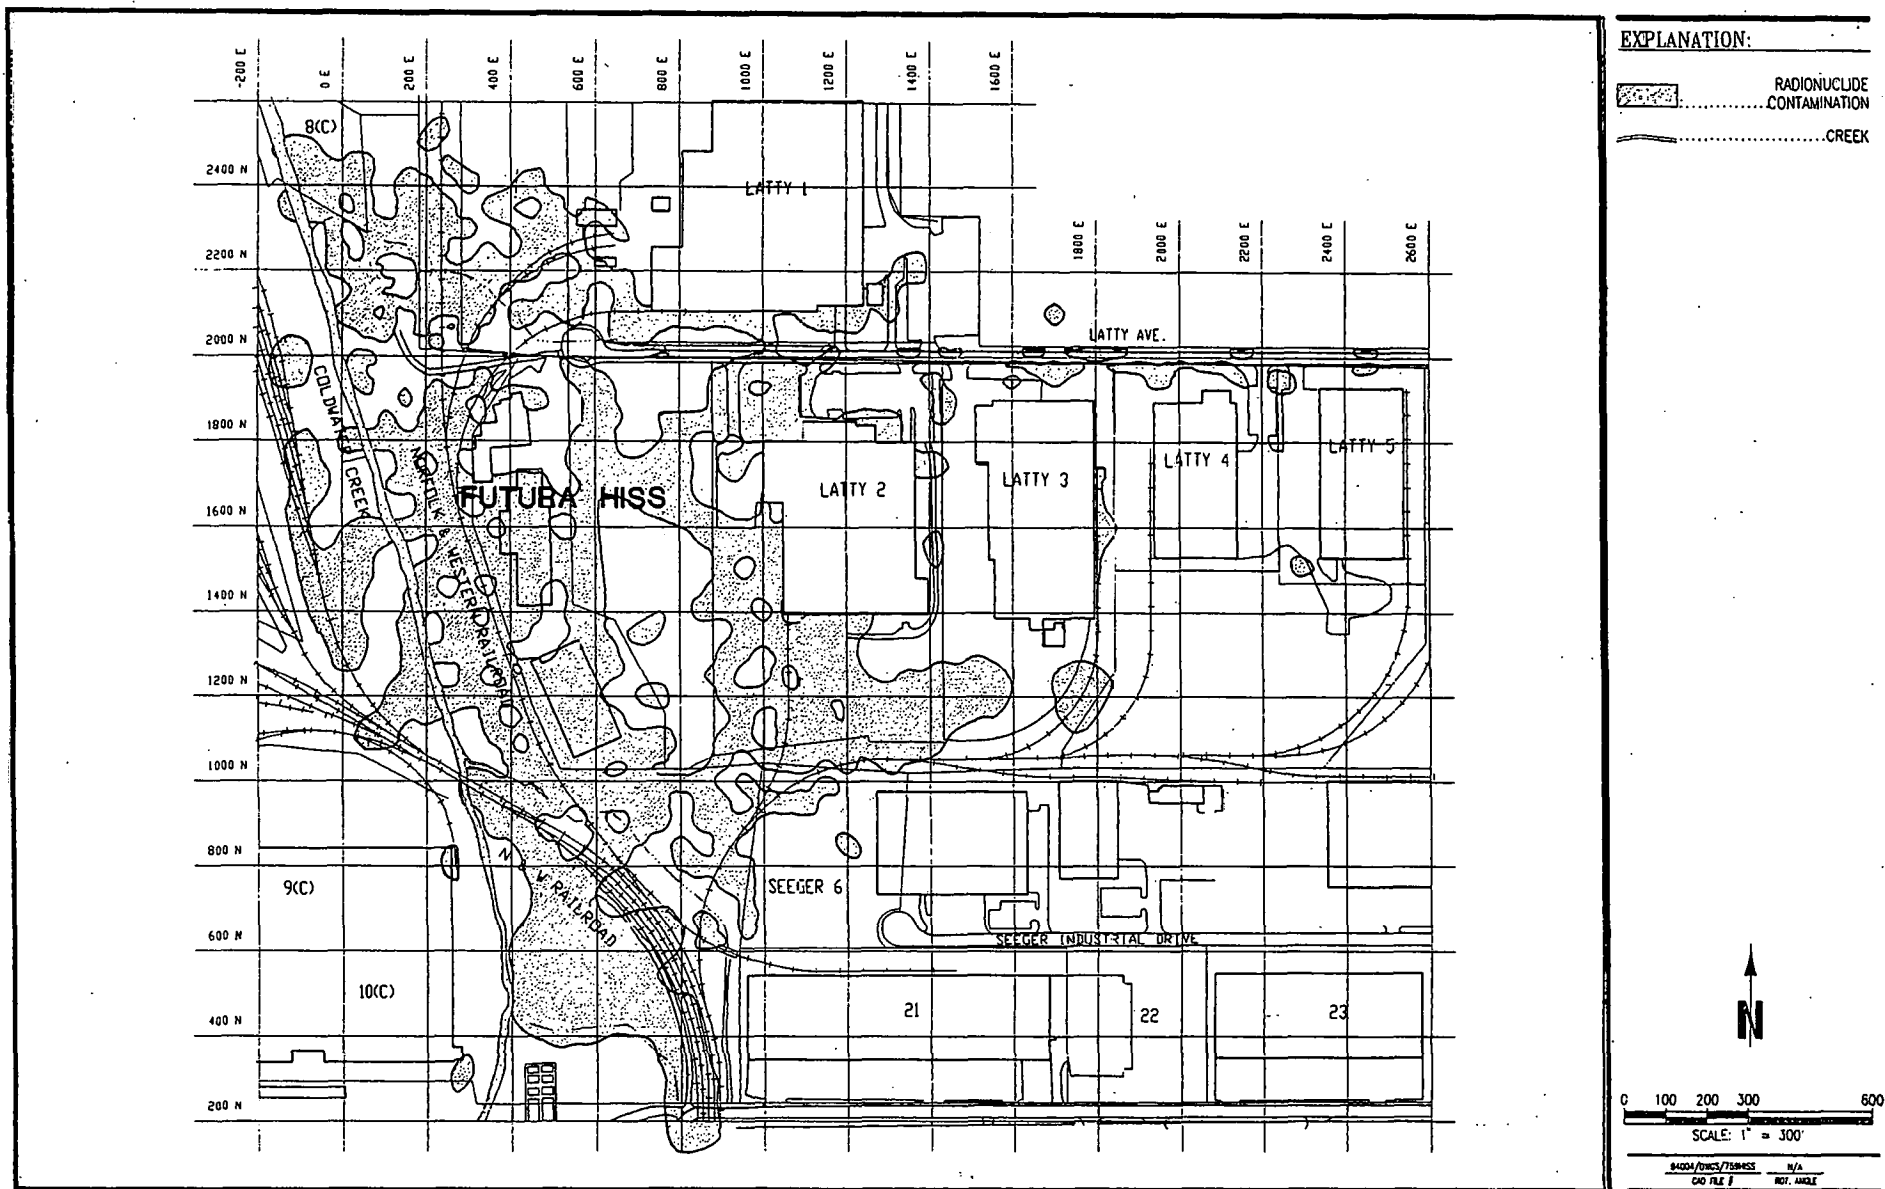 EXPLANATION:
RADIONUCLIDE
CONTAMINATION
CREEK
-200 E
0 E
200 E
400 E
600 E
800 E
1000 E
1200 E
1400 E
1600 E
1800 E
2000 E
2200 E
2400 E
2600 E
8(C)
2400 N
LATTY 1
2200 N
2000 N
LATTY AVE.
COLDWATER CREEK
1800 N
NORFOLK & WESTERN RAILROAD
LATTY 5
LATTY 4
LATTY 3
LATTY 2
FUTURA HISS
1600 N
1400 N
1200 N
1000 N
800 N
9(C)
N & W RAILROAD
SEEGER 6
600 N
SEEGER INDUSTRIAL DRIVE
10(C)
21
22
23
400 N
200 N
N
0 100 200 300 600
SCALE: 1" = 300'
N/A
CAD FILE # ROT. ANGLE